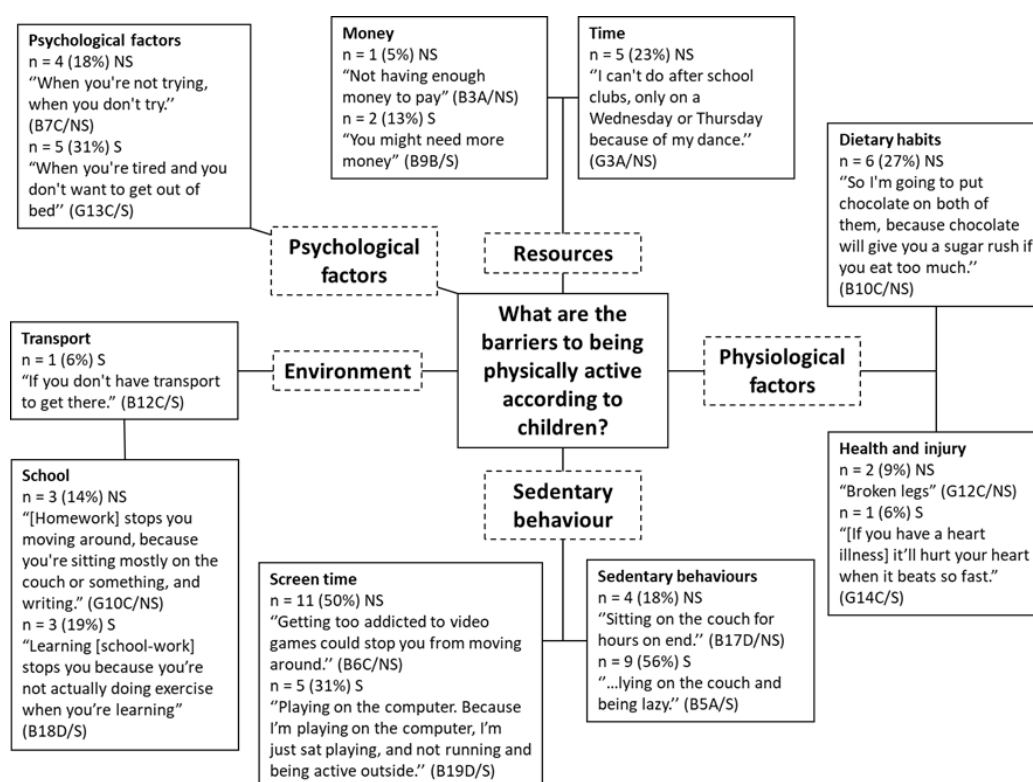 Psychological factors
n = 4 (18%) NS
‘’When you're not trying,
when you don't try.’’
(B7C/NS)
n = 5 (31%) S
“When you're tired and you
don't want to get out of
bed’’ (G13C/S)
Money
n = 1 (5%) NS
“Not having enough
money to pay” (B3A/NS)
n = 2 (13%) S
“You might need more
money” (B9B/S)
Time
n = 5 (23%) NS
“I can't do after school
clubs, only on a
Wednesday or Thursday
because of my dance.’’
(G3A/NS)
Dietary habits
n = 6 (27%) NS
‘’So I'm going to put
chocolate on both of
them, because chocolate
will give you a sugar rush if
you eat too much.’’
(B10C/NS)
Psychological
factors
Resources
What are the
barriers to being
physically active
according to
children?
Physiological
factors
Environment
Transport
n = 1 (6%) S
“If you don't have transport
to get there.” (B12C/S)
School
n = 3 (14%) NS
“[Homework] stops you
moving around, because
you're sitting mostly on the
couch or something, and
writing.” (G10C/NS)
n = 3 (19%) S
“Learning [school-work]
stops you because you’re
not actually doing exercise
when you’re learning”
(B18D/S)
Sedentary
behaviour
Health and injury
n = 2 (9%) NS
“Broken legs” (G12C/NS)
n = 1 (6%) S
“[If you have a heart
illness] it’ll hurt your heart
when it beats so fast.”
(G14C/S)
Screen time
n = 11 (50%) NS
‘’Getting too addicted to video
games could stop you from moving
around.’’ (B6C/NS)
n = 5 (31%) S
‘’Playing on the computer. Because
I’m playing on the computer, I’m
just sat playing, and not running and
being active outside.’’ (B19D/S)
Sedentary behaviours
n = 4 (18%) NS
‘’Sitting on the couch for
hours on end.’’ (B17D/NS)
n = 9 (56%) S
‘’...lying on the couch and
being lazy.’’ (B5A/S)